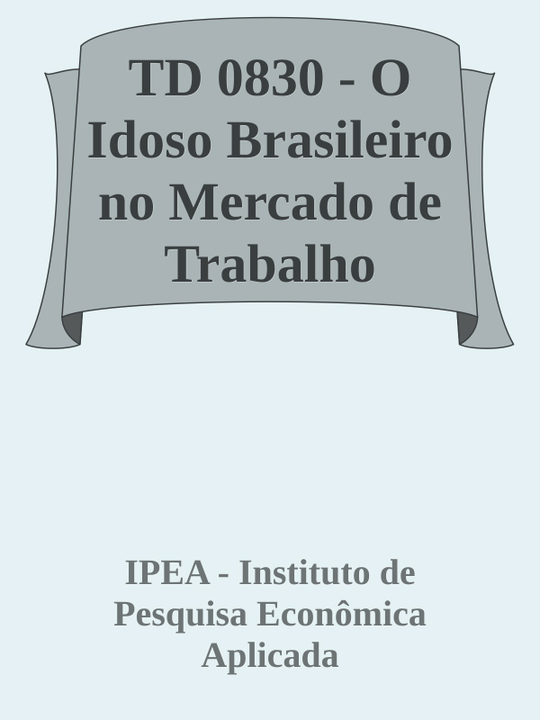 TD 0830 - O
Idoso Brasileiro
no Mercado de
Trabalho
IPEA - Instituto de
Pesquisa Econômica
Aplicada